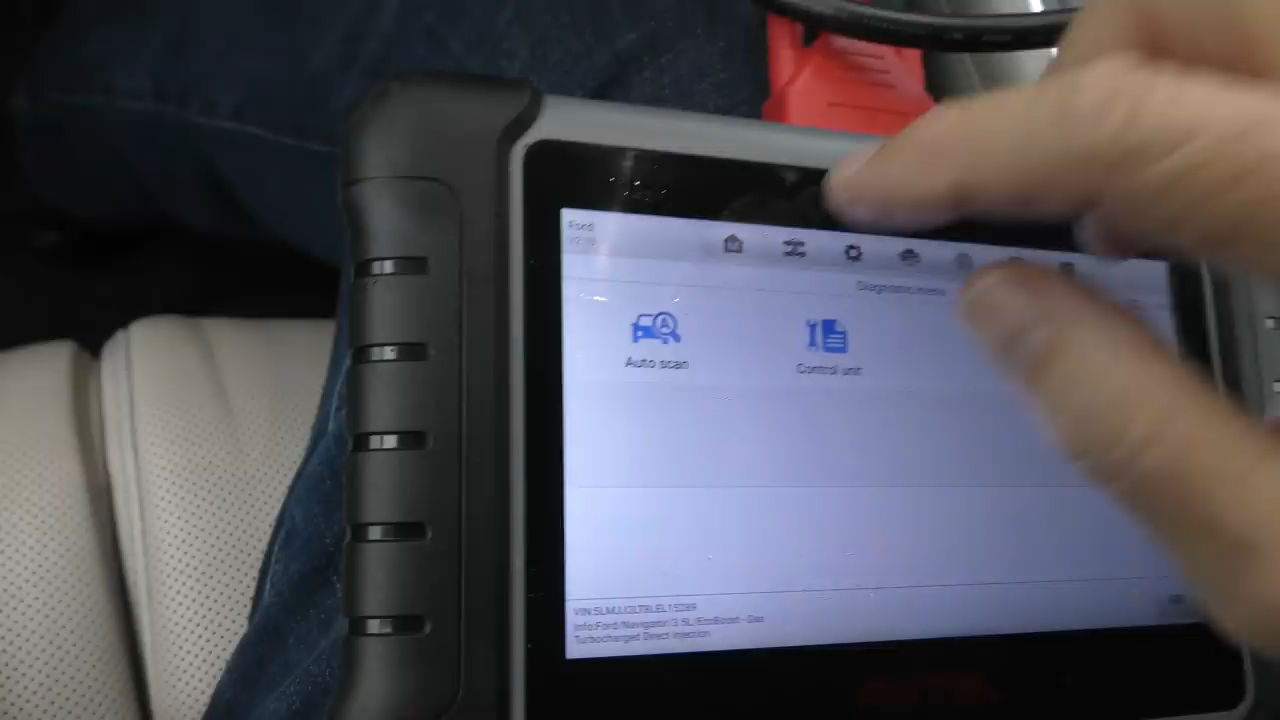 Ford
Diagnostic menu
Auto scan
Control unit
Info:Ford/Navigator/3.5L/EcoBoost - Gas
Turbocharged Direct Injection